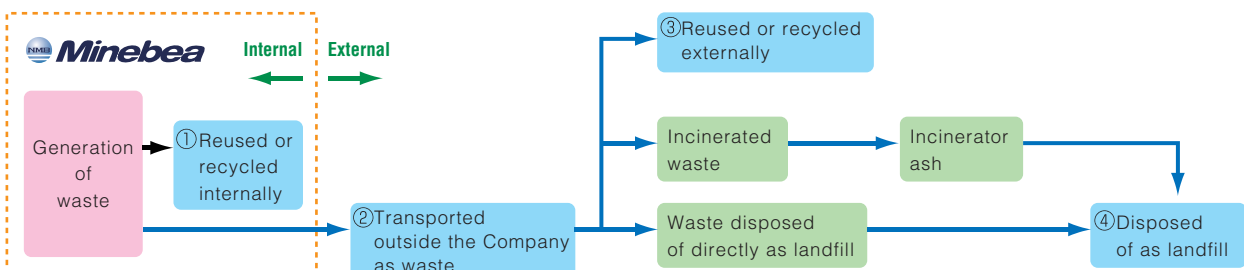 NMB Minebea
Internal
External
Generation
of
waste
①Reused or
recycled
internally
②Transported
outside the Company
as waste
③Reused or recycled
externally
Incinerated
waste
Incinerator
ash
Waste disposed
of directly as landfill
④Disposed
of as landfill